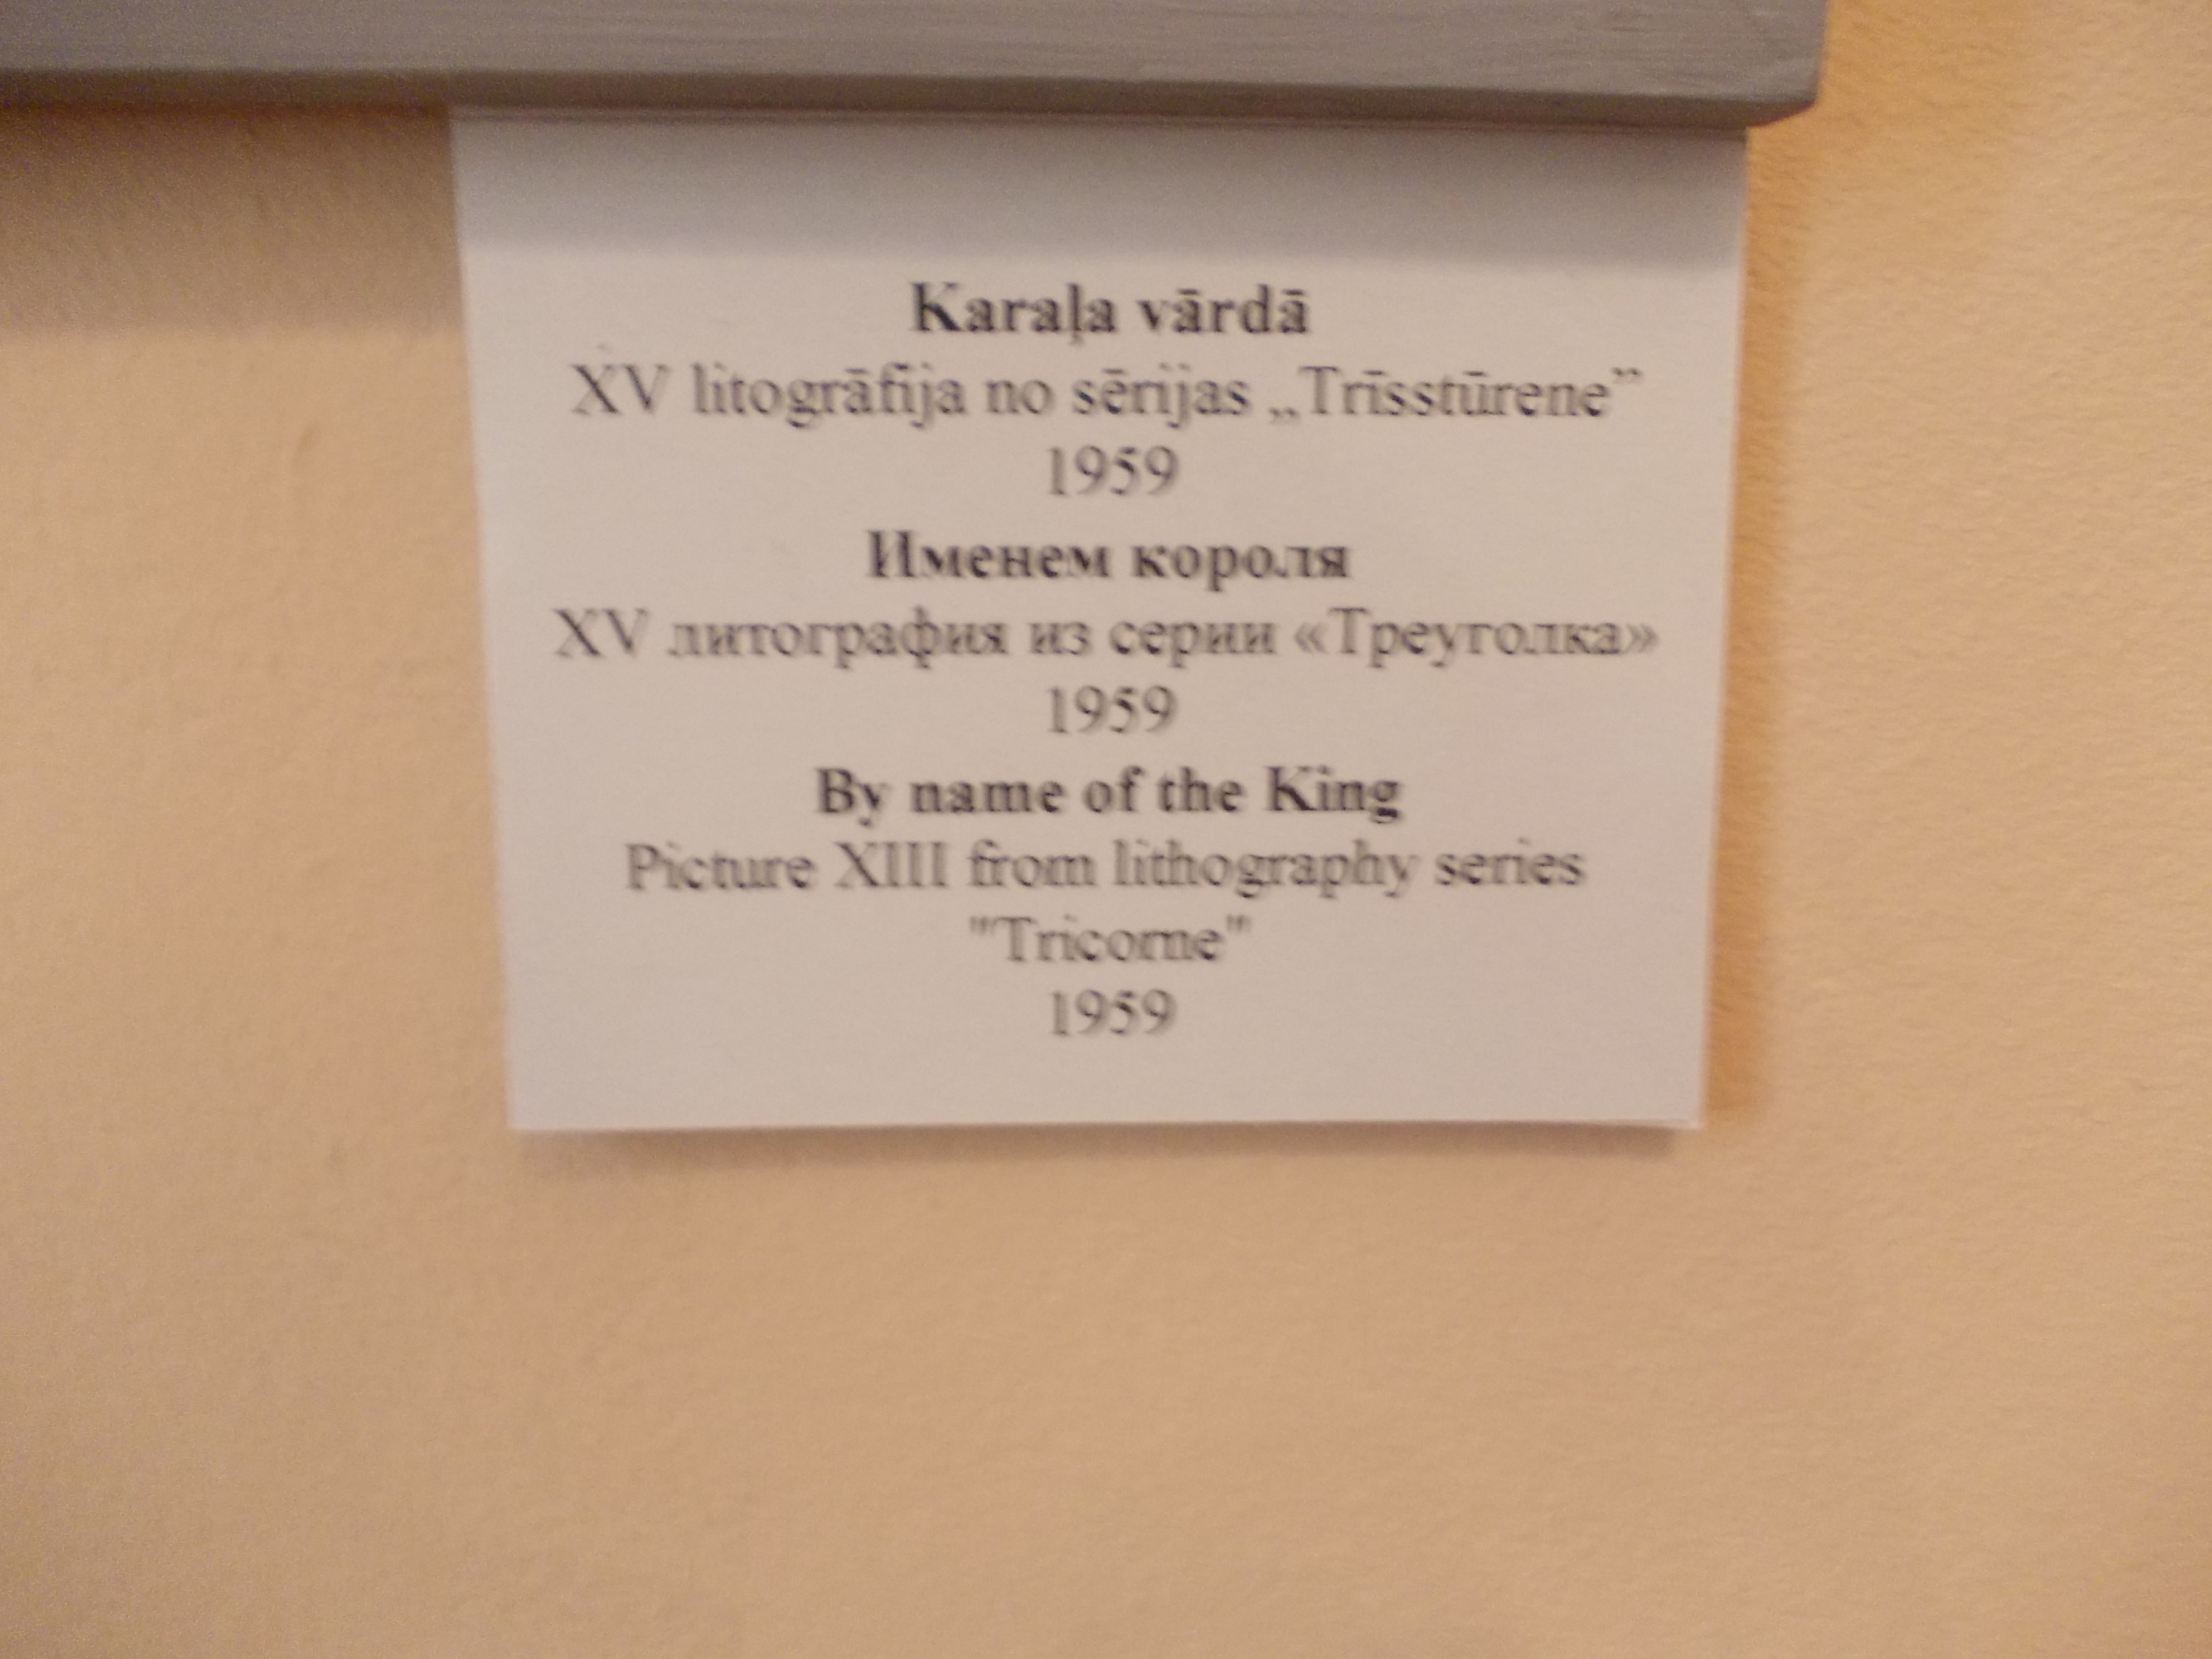 Karaļa vārdā
XV litogrāfija no sērijas „Trīsstūrene”
1959
Именем короля
XV литография из серии «Треуголка»
1959
By name of the King
Picture XIII from lithography series
"Tricorne"
1959